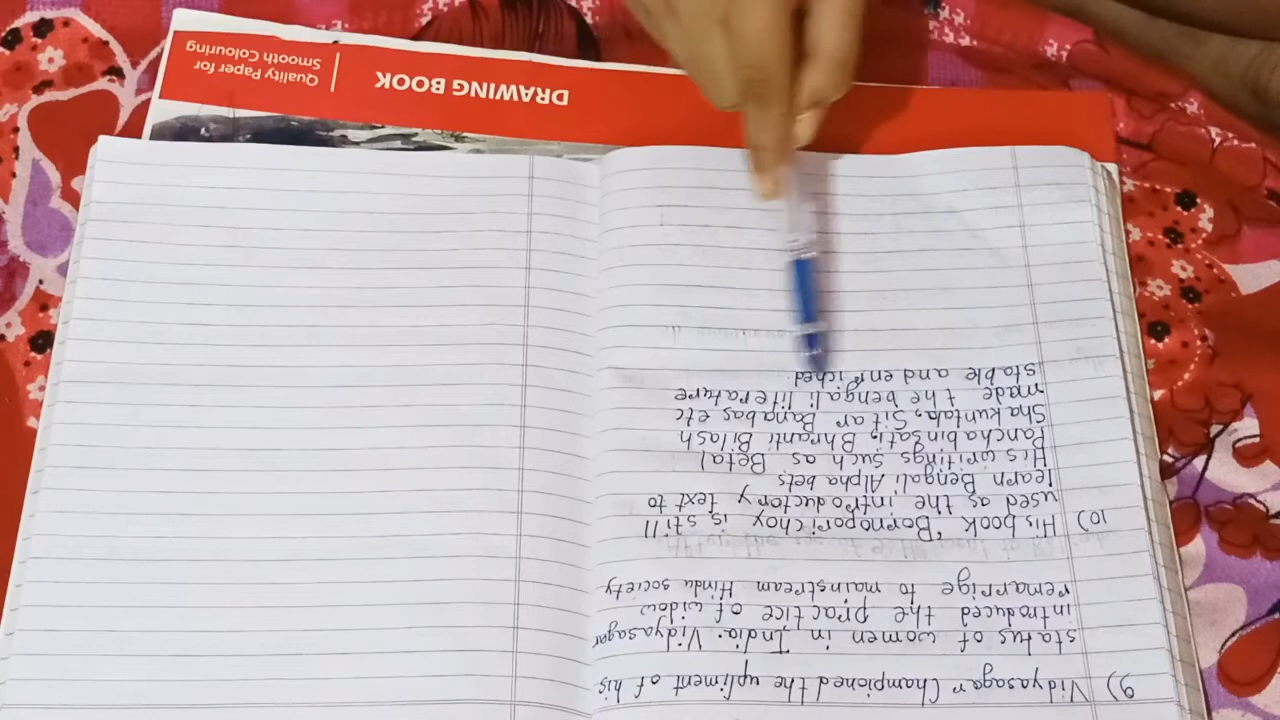 9) Vidyasagar Championed the upliment of his
status of women in India. Vidyasagar
introduced the practice of widow
remarrige to mainstream Hindu society
10) His book "Bornoporichoy is still
used as the introductory text to
learn Bengali Alphabets
His writings such as Betal
Panchabinsati, Bhranti Bilash
Shakuntala, Sitar Banabas etc
made the bengali literature
stable and enriched.
DRAWING BOOK
Quality Paper for
Smooth Colouring